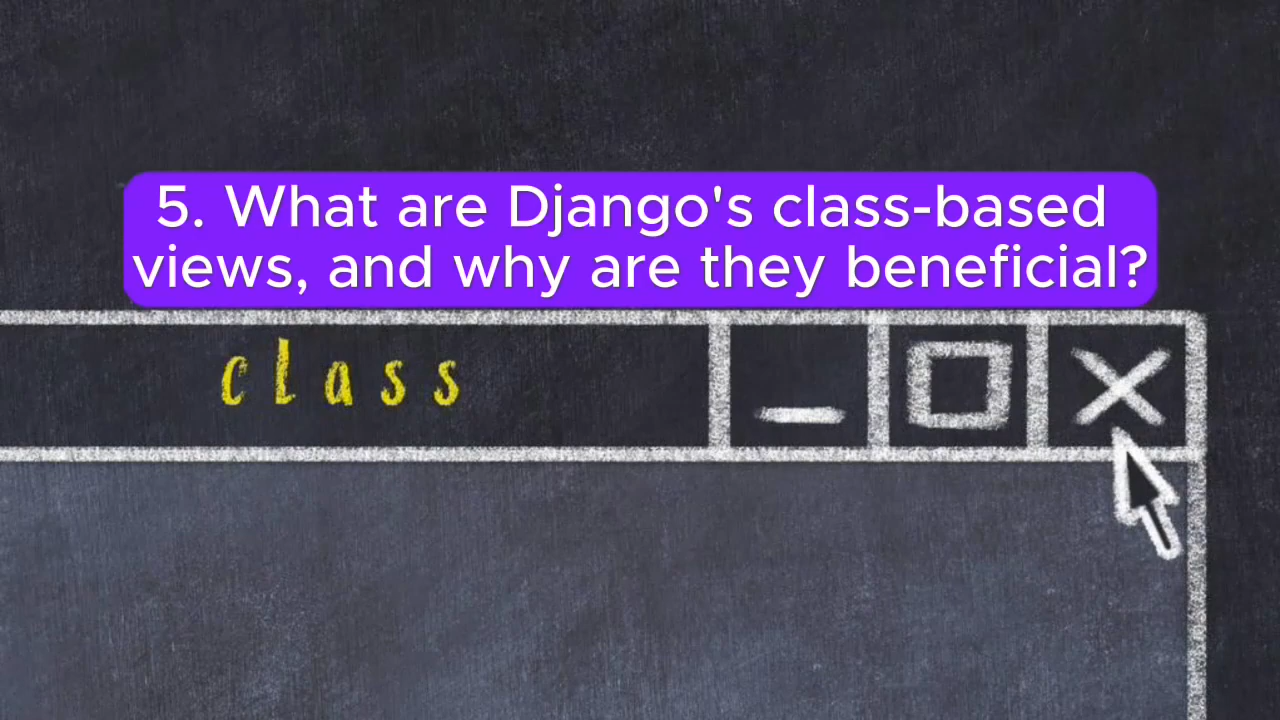 5. What are Django's class-based
views, and why are they beneficial?
class